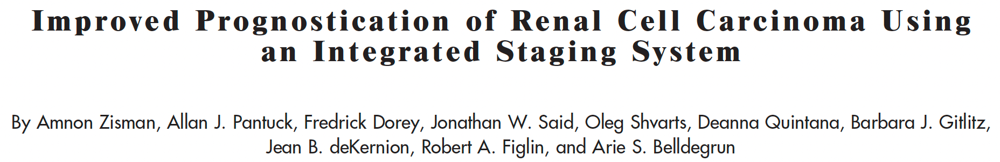 Improved Prognostication of Renal Cell Carcinoma Using
an Integrated Staging System
By Amnon Zisman, Allan J. Pantuck, Fredrick Dorey, Jonathan W. Said, Oleg Shvarts, Deanna Quintana, Barbara J. Gitlitz,
Jean B. deKernion, Robert A. Figlin, and Arie S. Belldegrun